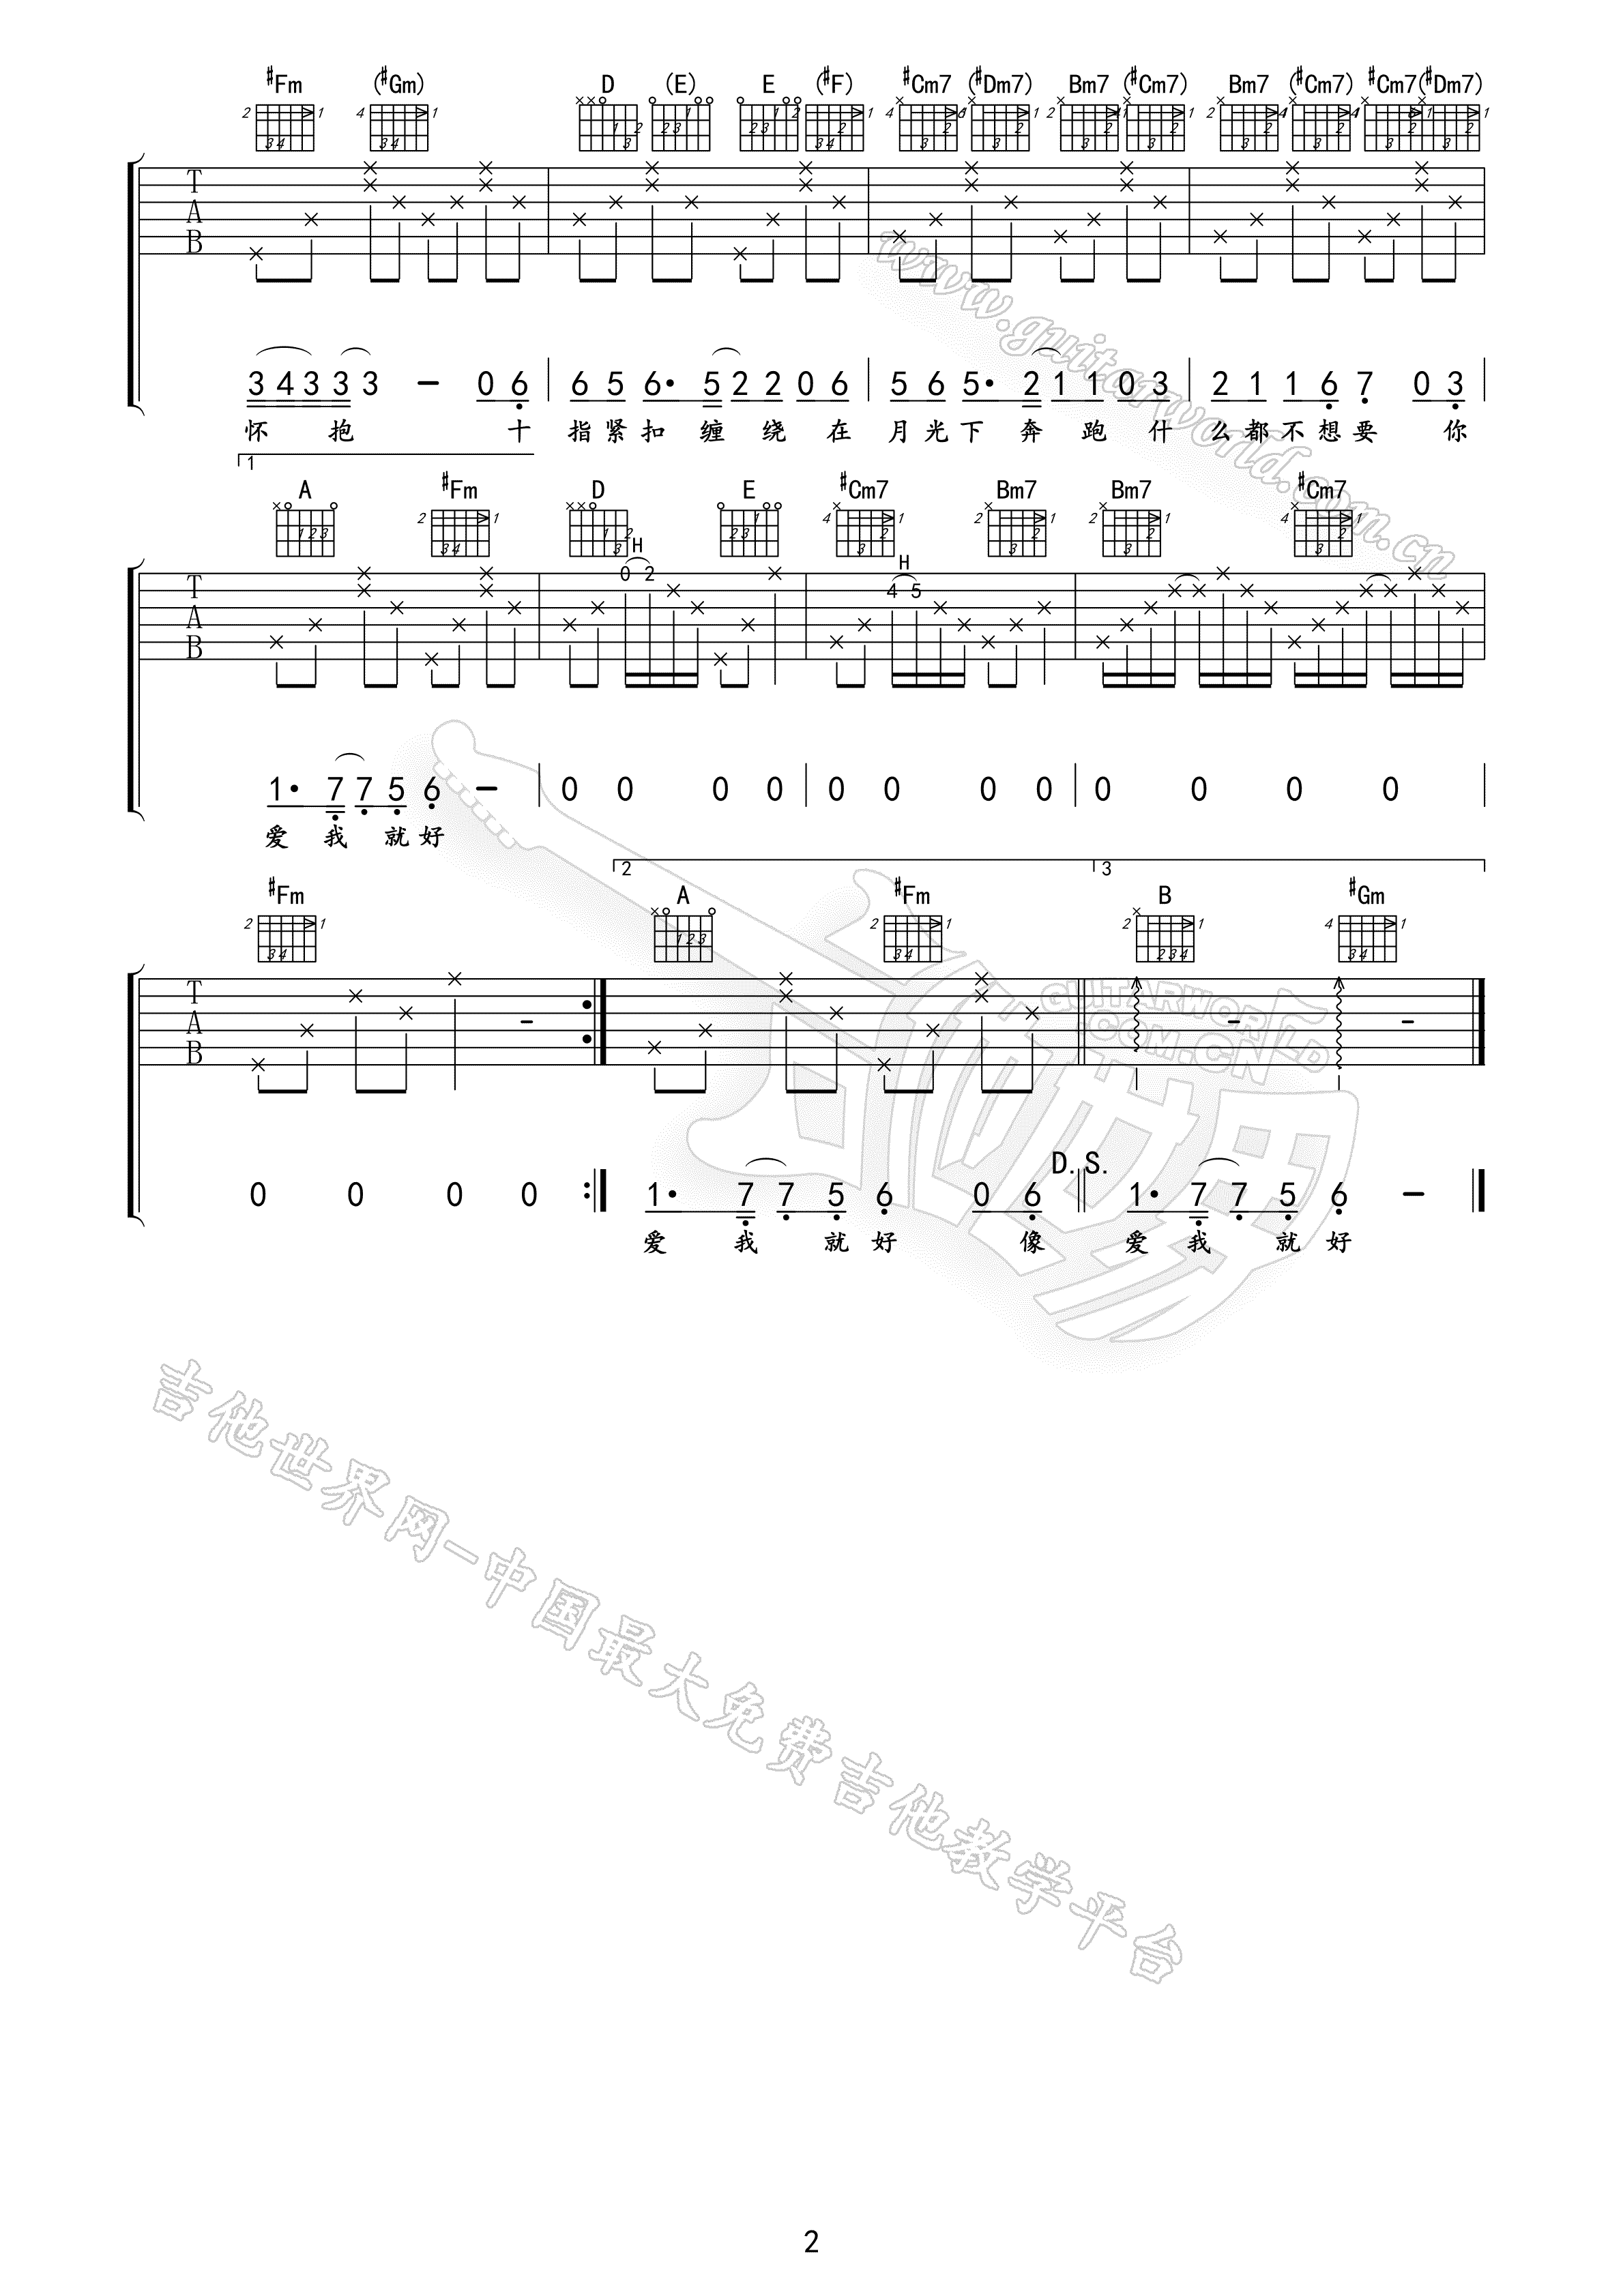 #Fm (#Gm) D (E) E (#F) #Cm7 (#Dm7) Bm7 (#Cm7) Bm7 (#Cm7) #Cm7 (#Dm7)
T
A
B
3 4 3 3 3 - 0 6 | 6 5 6· 5 2 2 0 6 | 5 6 5· 2 1 1 0 3 | 2 1 1 6 7 0 3 |
怀 抱 十 指 紧 扣 缠 绕 在 月 光 下 奔 跑 什 么 都 不 想 要 你
1
A #Fm D E #Cm7 Bm7 Bm7 #Cm7
H H
0 2 4 5
T
A
B
1· 7 7 5 6 - | 0 0 0 0 | 0 0 0 0 | 0 0 0 0 |
爱 我 就 好
2 3
#Fm A #Fm B #Gm
T
A
B
D.S.
0 0 0 0 :| 1· 7 7 5 6 0 6 || 1· 7 7 5 6 - |
爱 我 就 好 像 爱 我 就 好
www.guitarworld.com.cn
GUITARWORLD
.COM.CN
吉他世界网-中国最大免费吉他教学平台
2